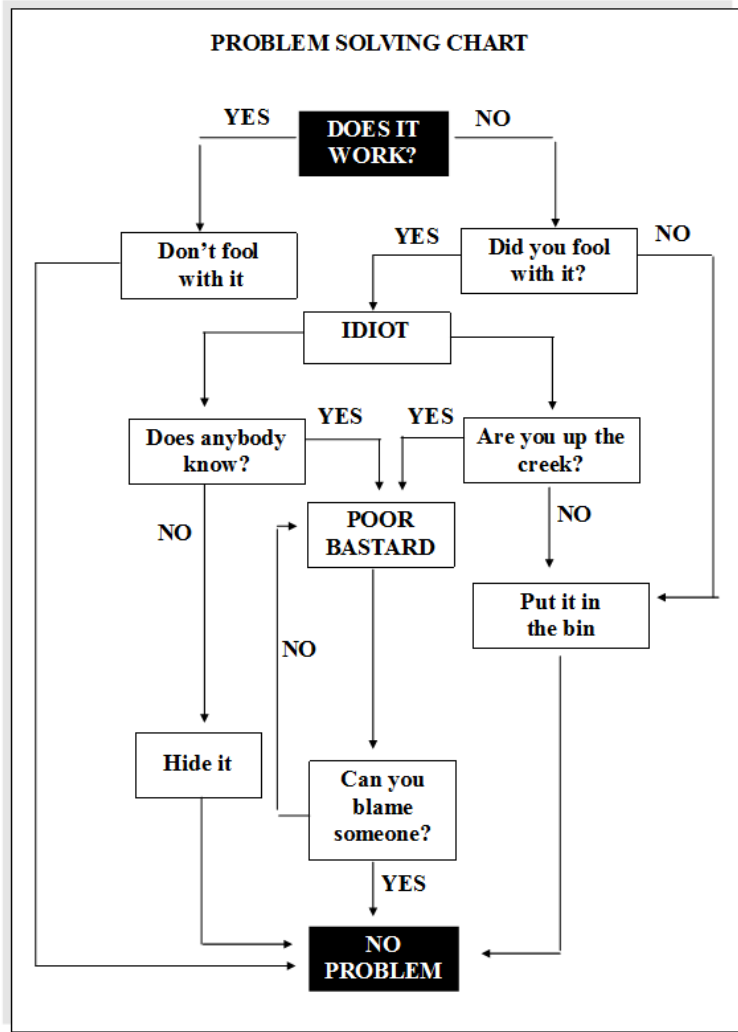 PROBLEM SOLVING CHART
YES
DOES IT
WORK?
NO
Don't fool
with it
YES
Did you fool
with it?
NO
IDIOT
Does anybody
know?
YES
YES
Are you up the
creek?
NO
POOR
BASTARD
NO
Put it in
the bin
NO
Hide it
Can you
blame
someone?
YES
NO
PROBLEM